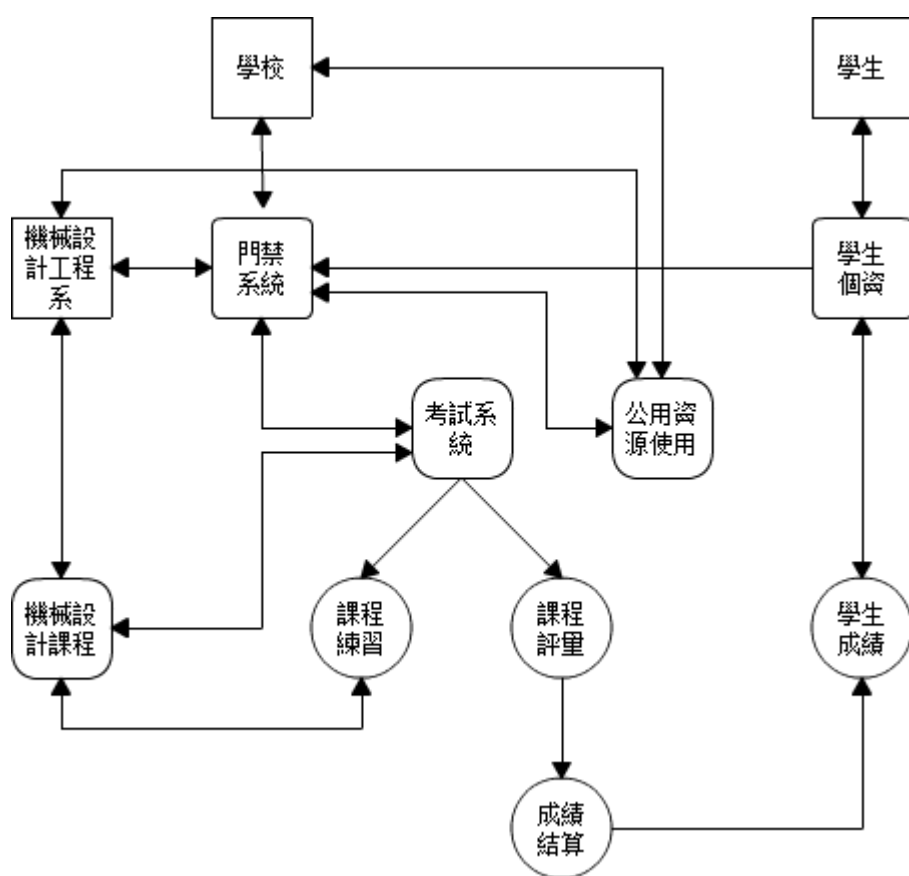 學校
學生
機械設
計工程
系
門禁
系統
學生
個資
考試系
統
公用資
源使用
機械設
計課程
課程
練習
課程
評量
學生
成績
成績
結算